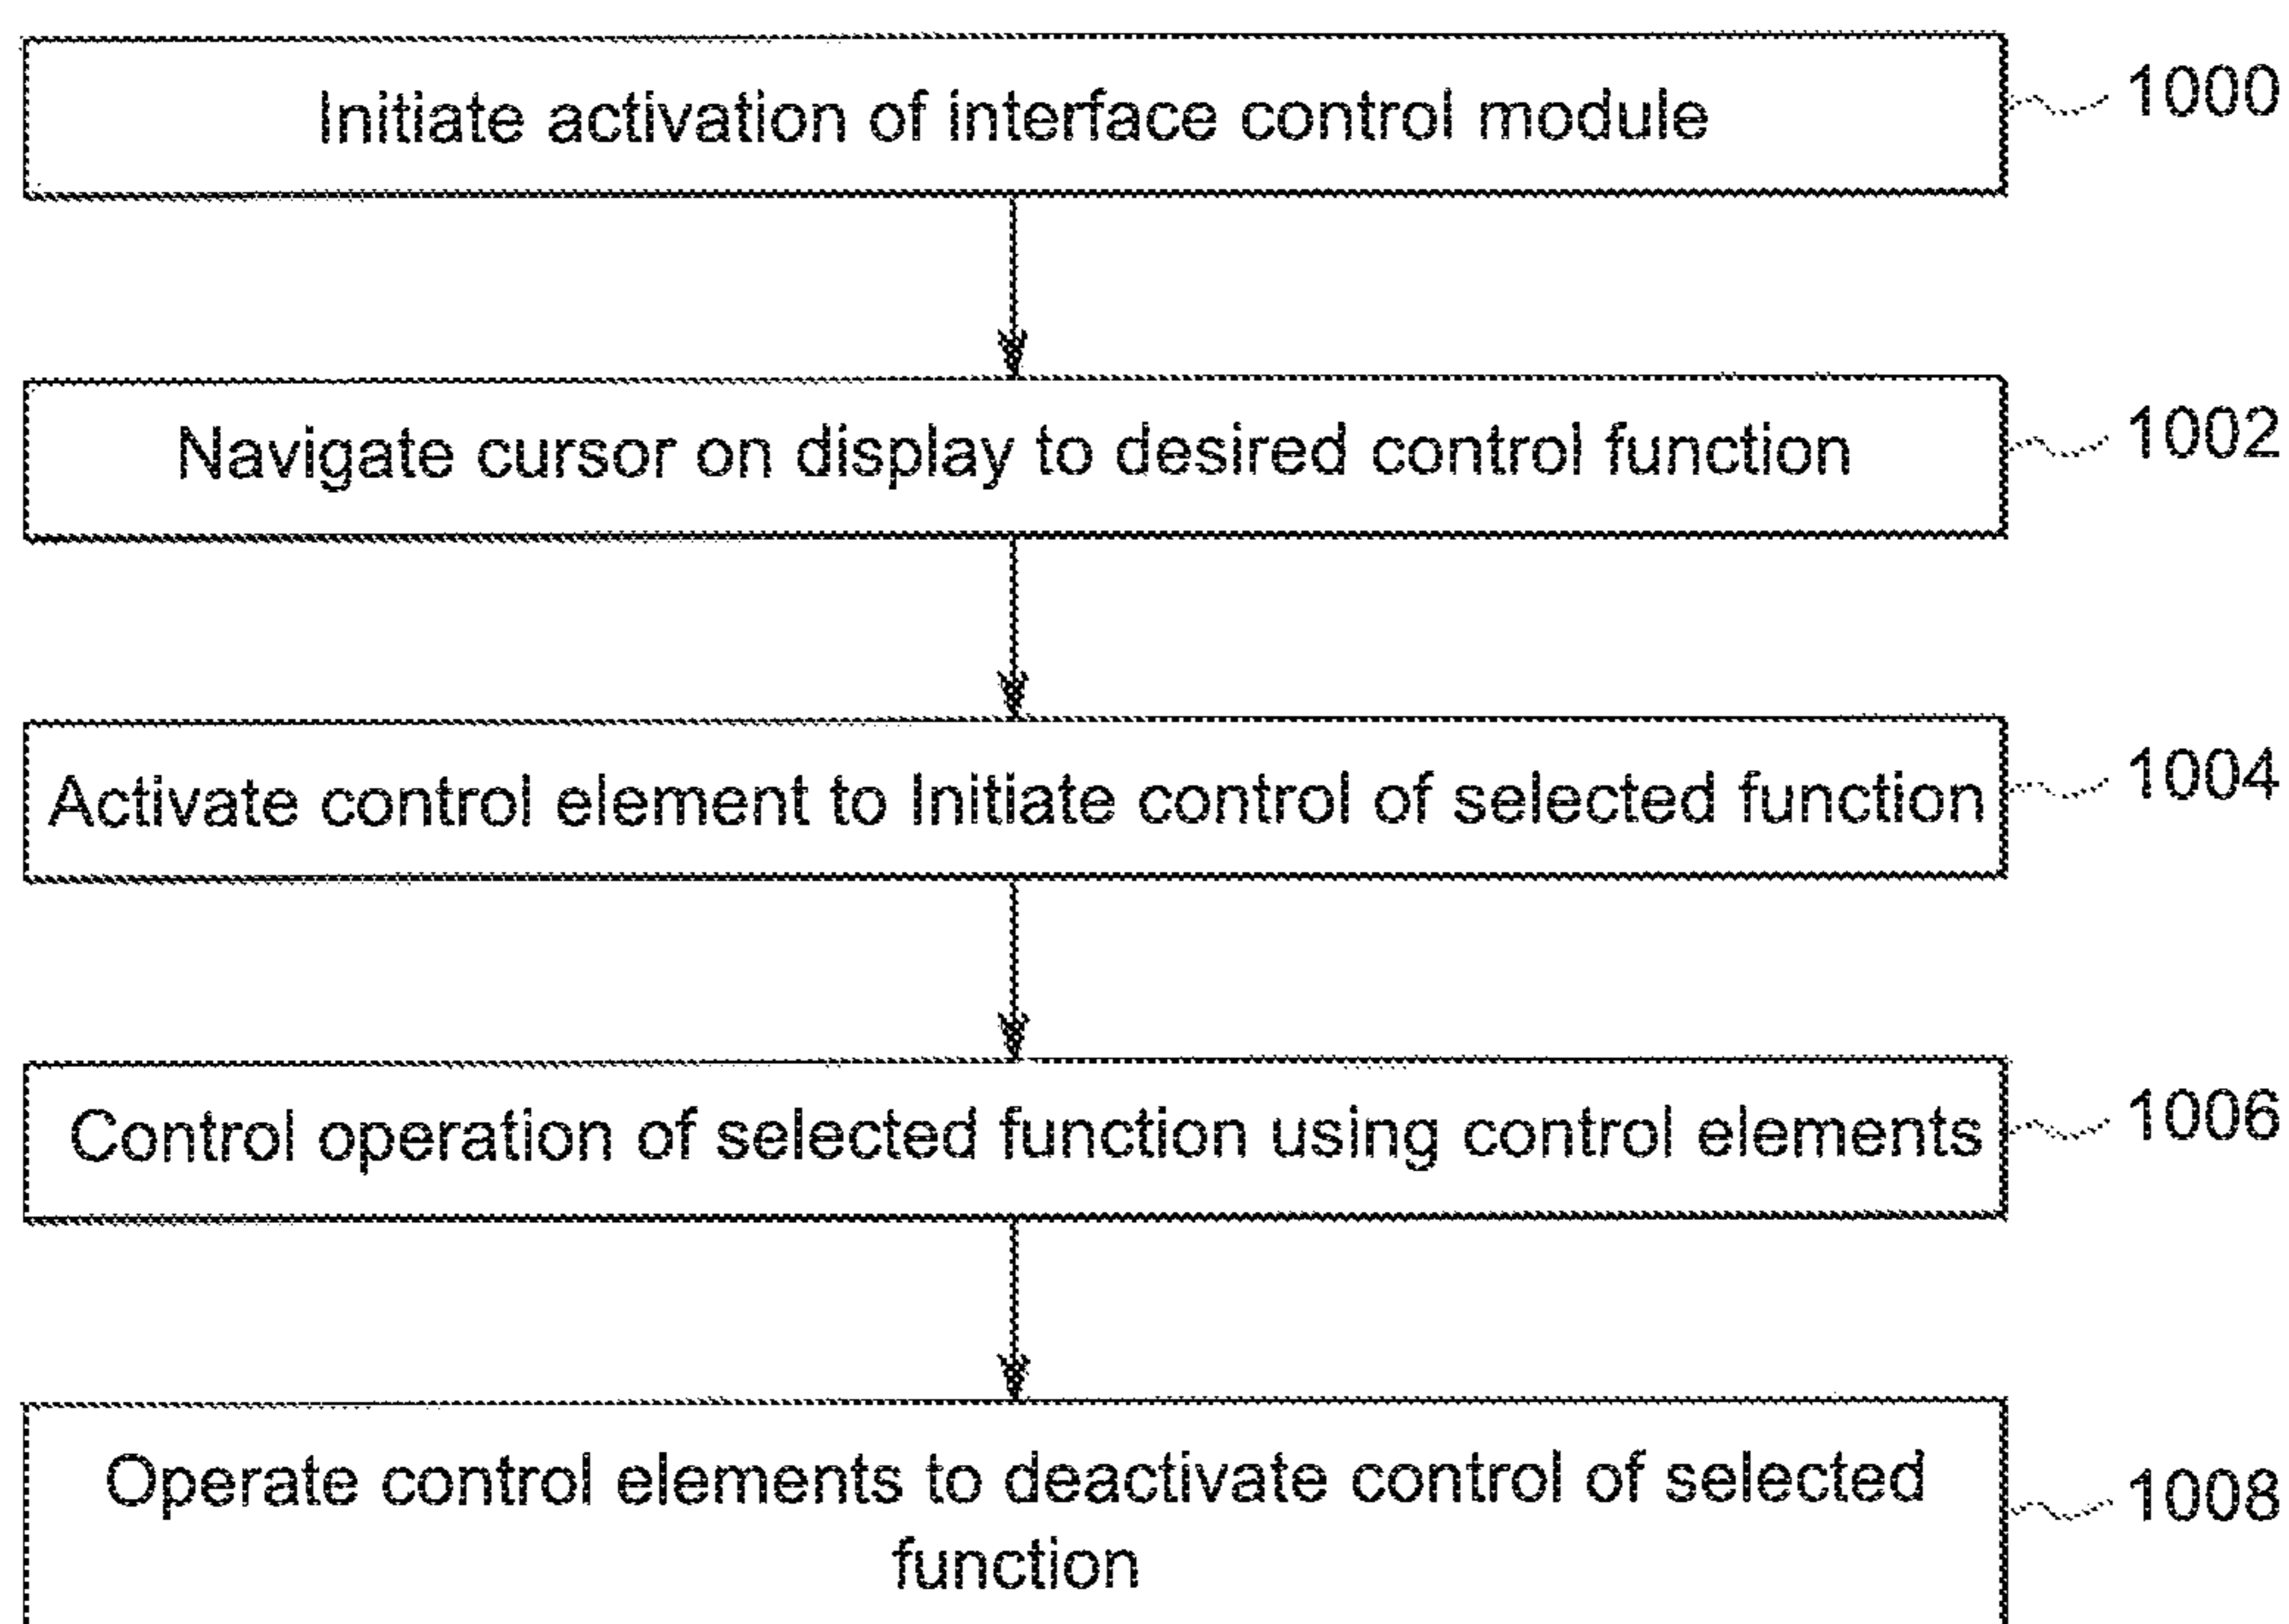 Initiate activation of interface control module
1000
Navigate cursor on display to desired control function
1002
Activate control element to Initiate control of selected function
1004
Control operation of selected function using control elements
1006
Operate control elements to deactivate control of selected
function
1008